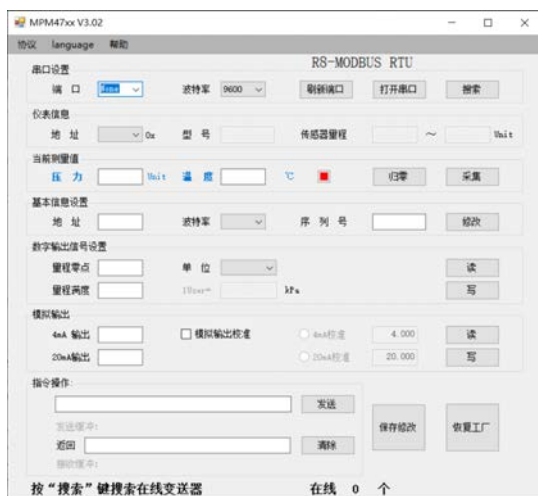 MPM47xx V3.02
协议 language 帮助
串口设置 RS-MODBUS RTU
端 口 None 波特率 9600 刷新端口 打开串口 搜索
仪表信息
地 址 0x 型 号 传感器量程 ～ Unit
当前测量值
压 力 Unit 温 度 ℃ 归零 采集
基本信息设置
地 址 波特率 序 列 号 修改
数字输出信号设置
量程零点 单 位 读
量程满度 kPa 写
模拟输出
4mA 输出 模拟输出校准 4mA校准 4.000 读
20mA输出 20mA校准 20.000 写
指令操作:
发送
发送缓冲:
保存修改 恢复工厂
返回 清除
接收缓冲:
按“搜索”键搜索在线变送器 在线 0 个